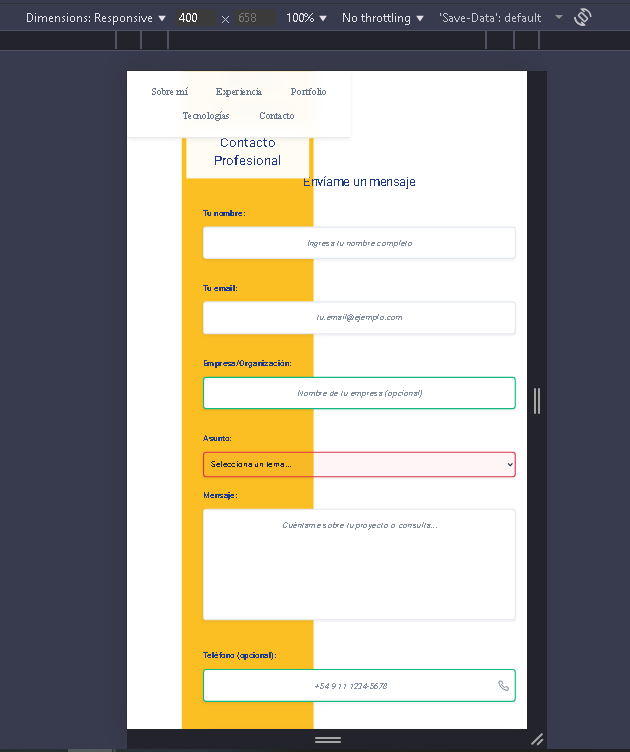 Dimensions: Responsive ▼ 400 × 658 100% ▼ No throttling ▼ 'Save-Data': default
Sobre mí Experiencia Portfolio
Tecnologías Contacto
Contacto
Profesional
Envíame un mensaje
Tu nombre:
Ingresa tu nombre completo
Tu email:
tu.email@ejemplo.com
Empresa/Organización:
Nombre de tu empresa (opcional)
Asunto:
Selecciona un tema...
Mensaje:
Cuéntame sobre tu proyecto o consulta...
Teléfono (opcional):
+54 9 11 1234-5678